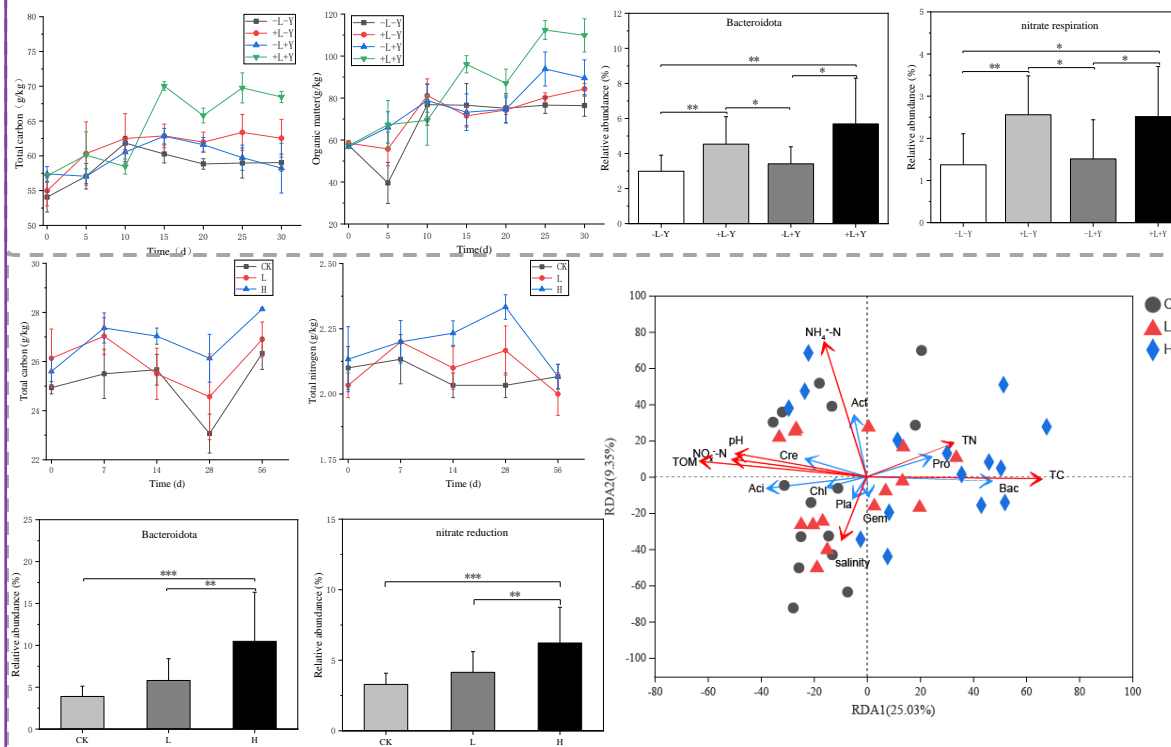 Total carbon (g/kg)
80
75
70
65
60
55
50
-L-Y
+L-Y
-L+Y
+L+Y
0 5 10 15 20 25 30
Time (d)
Organic matter(g/kg)
120
100
80
60
40
20
-L-Y
+L-Y
-L+Y
+L+Y
0 5 10 15 20 25 30
Time(d)
Bacteroidota
Relative abundance (%)
12
10
8
6
4
2
0
** ** * *
-L-Y +L-Y -L+Y +L+Y
nitrate respiration
Relative abundance (%)
5
4
3
2
1
0
* ** * *
-L-Y +L-Y -L+Y +L+Y
Total carbon (g/kg)
30
28
26
24
22
CK
L
H
0 7 14 28 56
Time (d)
Total nitrogen (g/kg)
2.50
2.25
2.00
1.75
CK
L
H
0 7 14 28 56
Time (d)
Bacteroidota
Relative abundance (%)
25
20
15
10
5
0
***
**
CK L H
nitrate reduction
Relative abundance (%)
15
10
5
0
***
**
CK L H
RDA2(9.35%)
100
80
60
40
20
0
-20
-40
-60
-80
-100
NH₄⁺-N
pH
TOM
Cre
Aci
Chl
Pla
Gem
salinity
TN
Pro
Bac
TC
L
H
-80 -60 -40 -20 0 20 40 60 80 100
RDA1(25.03%)